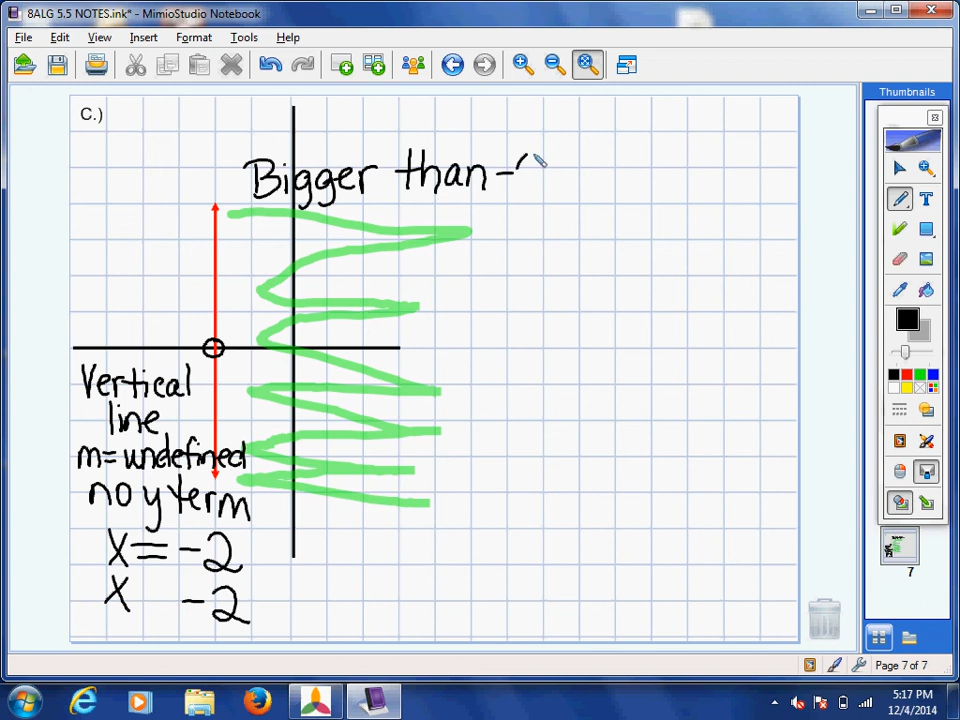 8ALG 5.5 NOTES.ink* - MimioStudio Notebook
File Edit View Insert Format Tools Help
Thumbnails
C.)
Bigger than -
Vertical
line
m = undefined
no y term
X = -2
X -2
7
Page 7 of 7
5:17 PM
12/4/2014